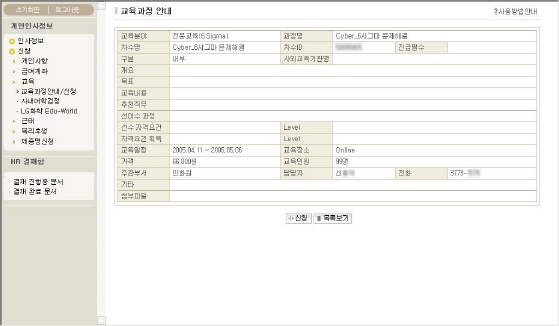 초기화면 | 로그아웃
개인인사정보
인사정보
신청
개인사항
급여계좌
교육
교육과정안내/신청
사내어학검정
LG화학 Edu-World
근태
복리후생
제증명신청
HR 결재함
결재 진행중 문서
결재 완료 문서
교육과정 안내
?사용방법안내
교육분야 전문교육(6 Sigma) 과정명 Cyber_6시그마 문제해결
차수명 Cyber_6시그마 문제해결 차수ID 진급필수
구분 내부 사외교육기관명
개요
목표
교육내용
추천직무
선이수 과정
선수 자격요건 Level
자격요건 획득 Level
교육일정 2005.04.11 ~ 2005.05.06 교육장소 Online
가격 66,000원 교육인원 99명
주관부서 인화원 담당자 신 전화 3773-
기타
첨부파일
신청 목록보기